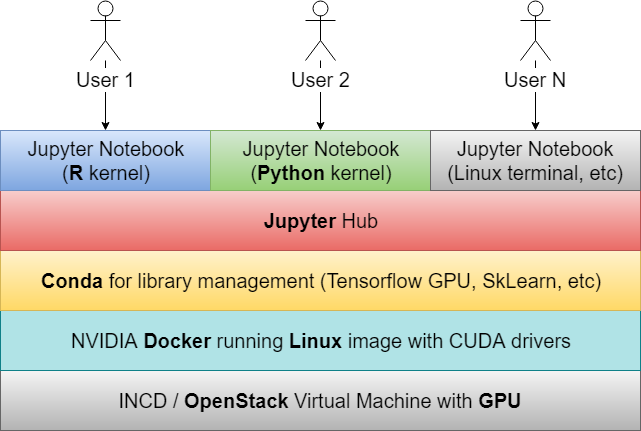 User 1
User 2
User N
Jupyter Notebook
(R kernel)
Jupyter Notebook
(Python kernel)
Jupyter Notebook
(Linux terminal, etc)
Jupyter Hub
Conda for library management (Tensorflow GPU, SkLearn, etc)
NVIDIA Docker running Linux image with CUDA drivers
INCD / OpenStack Virtual Machine with GPU